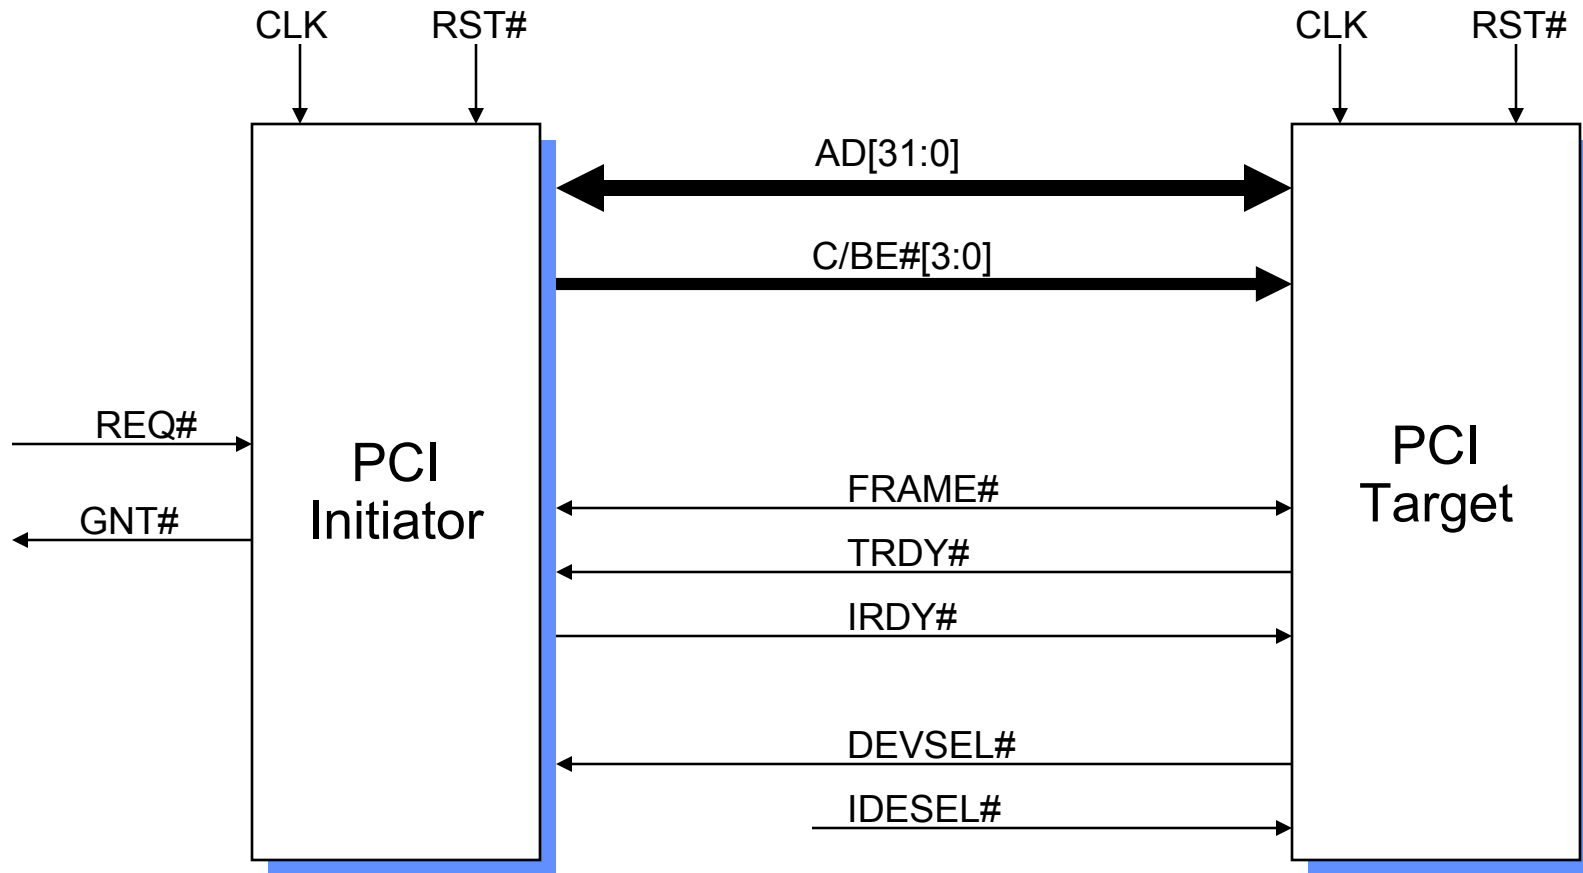 CLK RST# CLK RST#
AD[31:0]
C/BE#[3:0]
REQ#
GNT#
PCI
Initiator
FRAME#
TRDY#
IRDY#
DEVSEL#
IDESEL#
PCI
Target